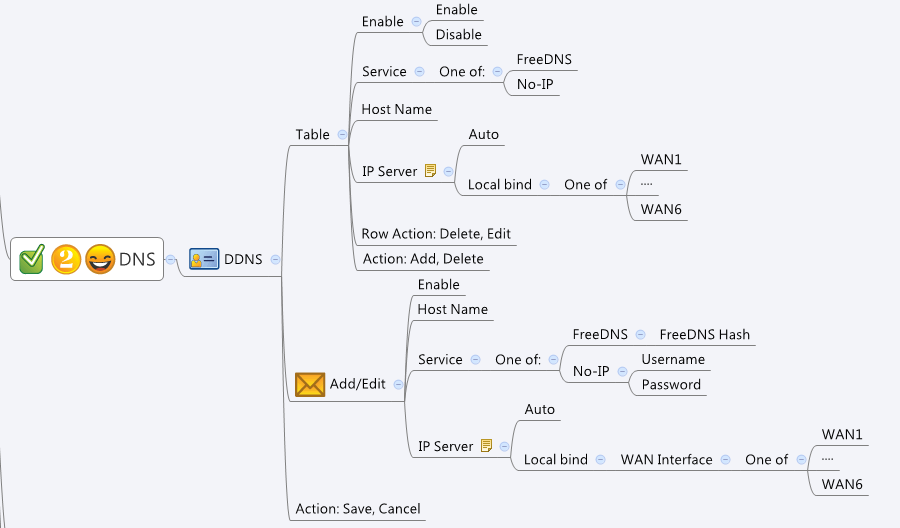 Enable
Enable
Disable
Service
One of:
FreeDNS
No-IP
Host Name
Table
IP Server
Auto
Local bind
One of
WAN1
....
WAN6
Row Action: Delete, Edit
Action: Add, Delete
2
DNS
DDNS
Add/Edit
Enable
Host Name
Service
One of:
FreeDNS
FreeDNS Hash
No-IP
Username
Password
IP Server
Auto
Local bind
WAN Interface
One of
WAN1
....
WAN6
Action: Save, Cancel